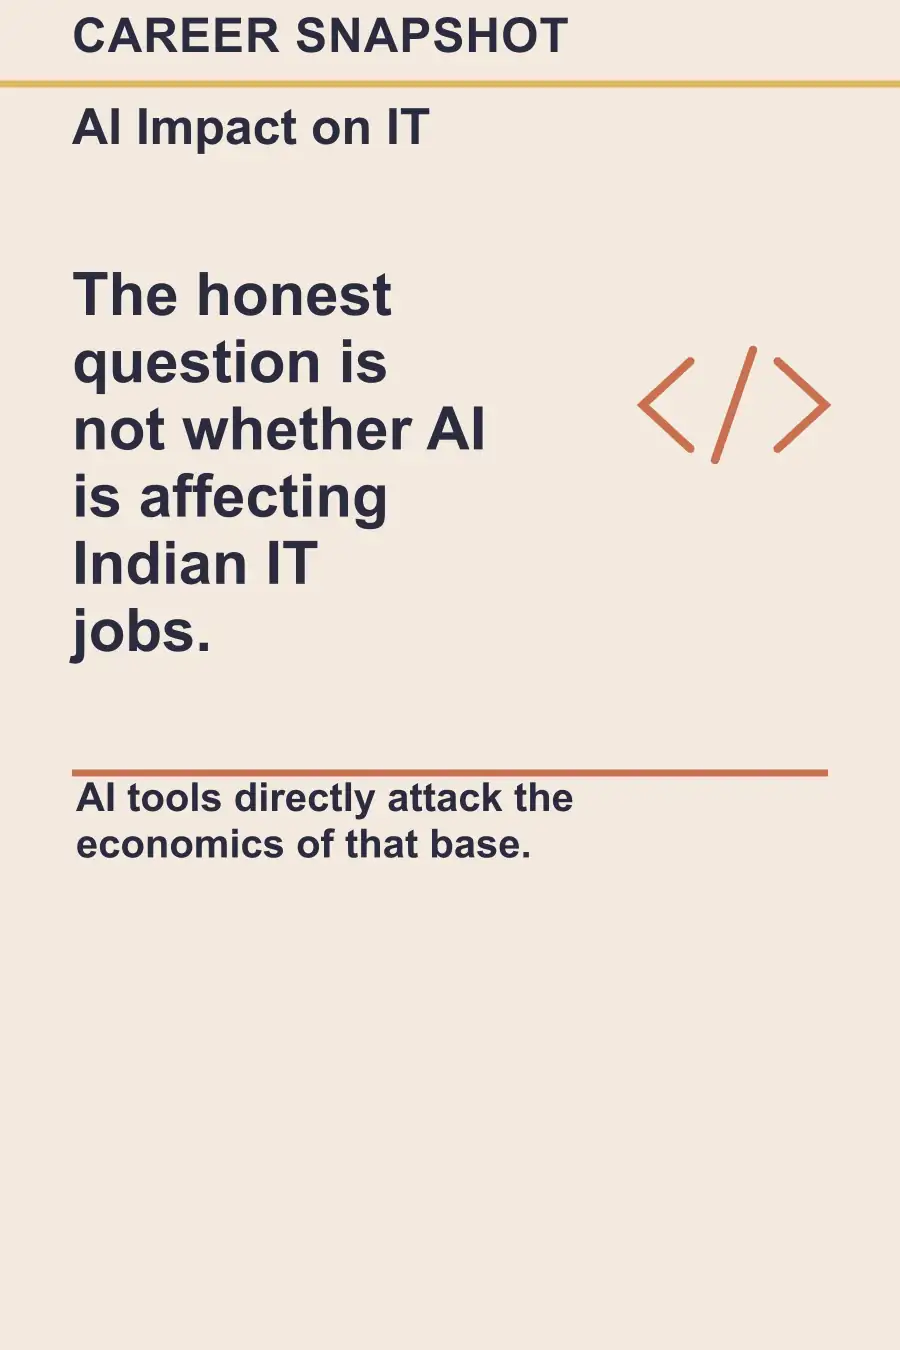 CAREER SNAPSHOT
AI Impact on IT
The honest
question is
not whether AI
is affecting
Indian IT
jobs.
AI tools directly attack the
economics of that base.